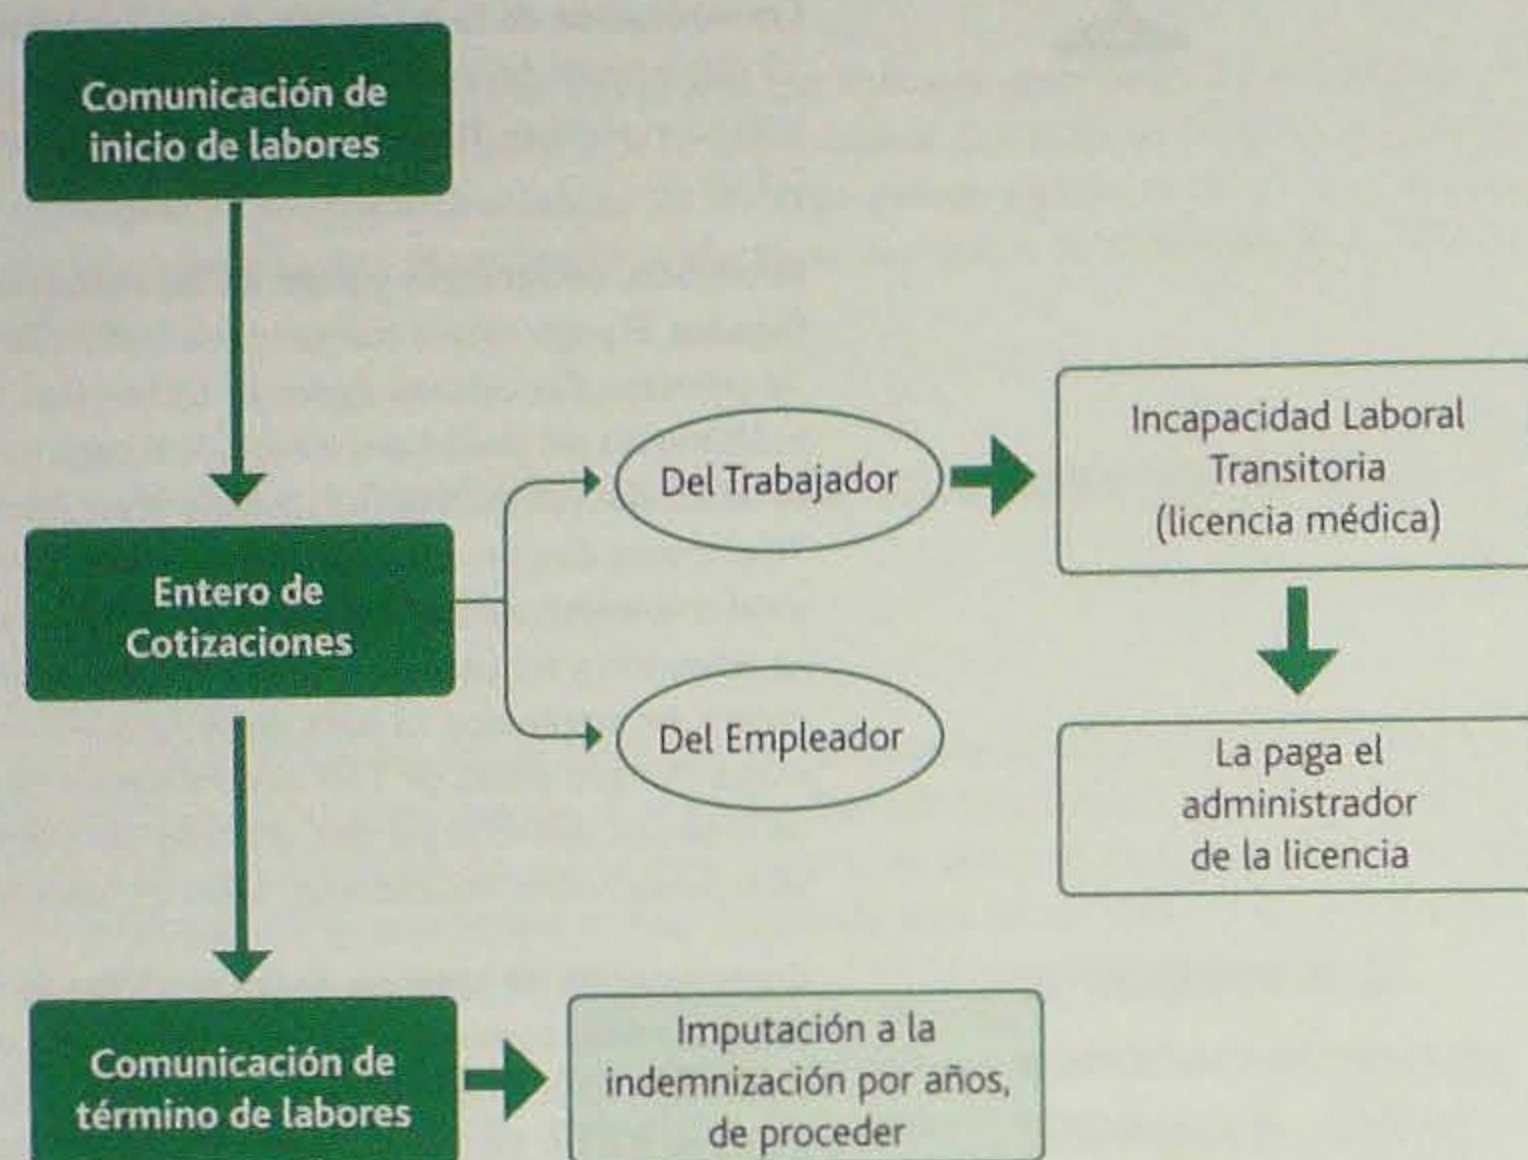 Comunicación de
inicio de labores
Entero de
Cotizaciones
Del Trabajador
Incapacidad Laboral
Transitoria
(licencia médica)
La paga el
administrador
de la licencia
Del Empleador
Comunicación de
término de labores
Imputación a la
indemnización por años,
de proceder